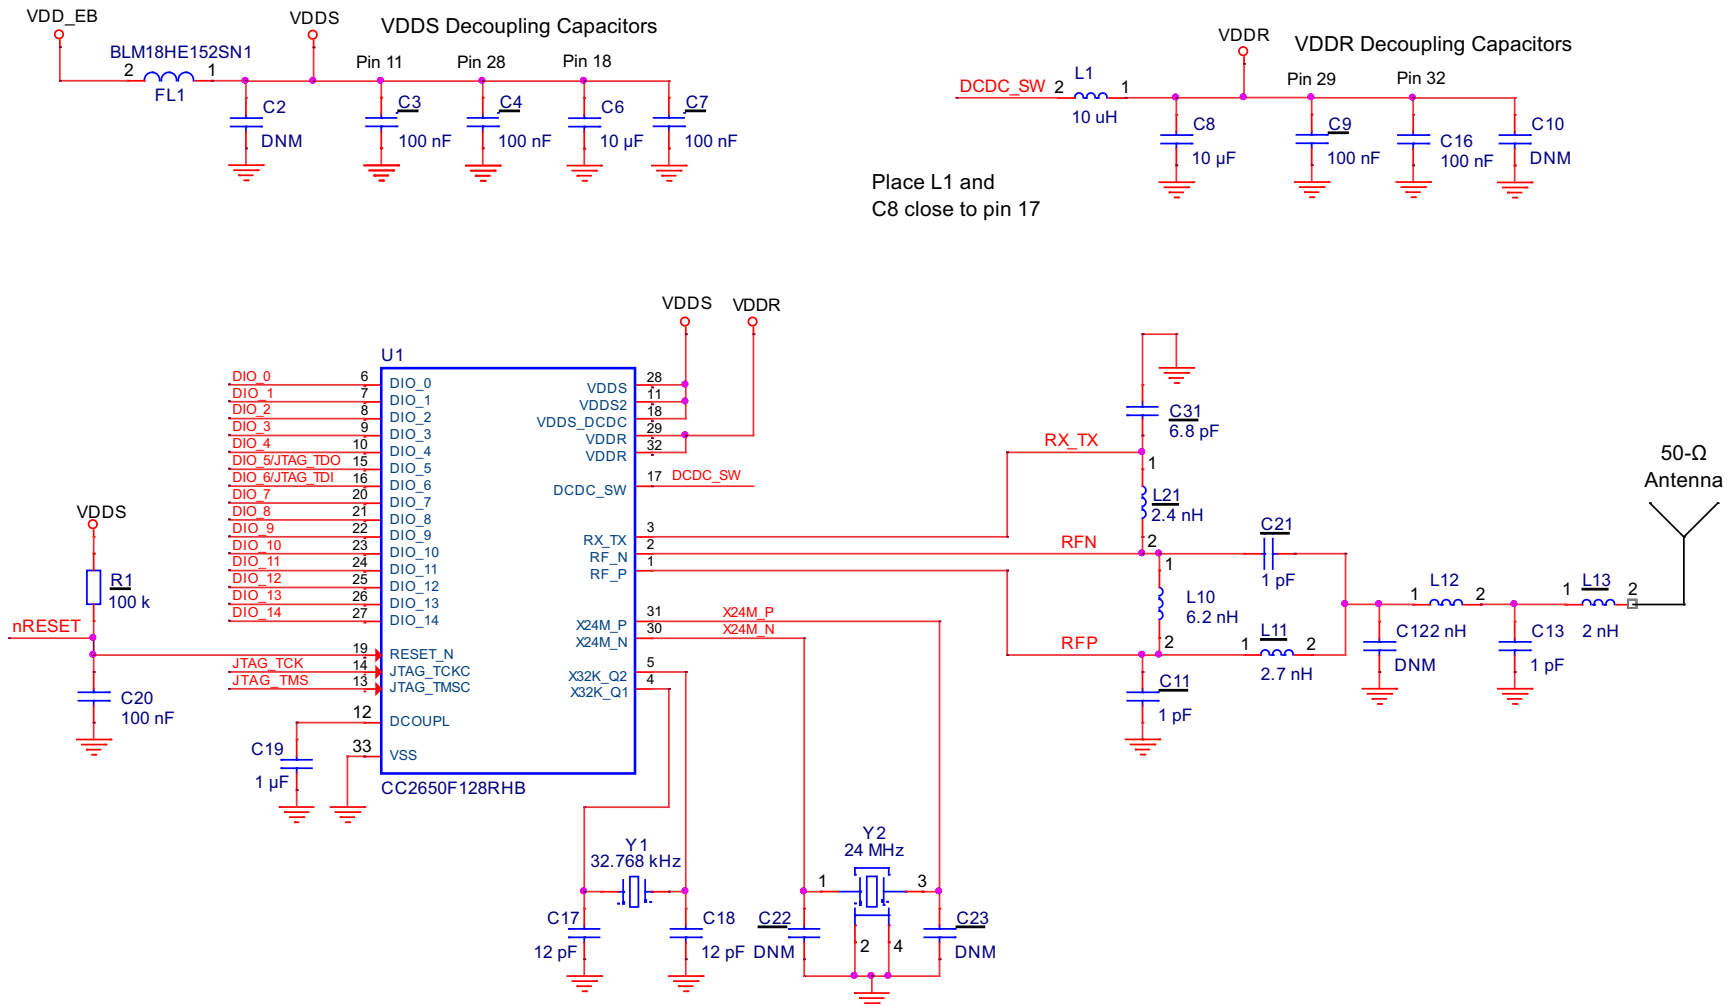 VDD_EB
VDDS
VDDS Decoupling Capacitors
BLM18HE152SN1
2
1
FL1
Pin 11
Pin 28
Pin 18
C2
DNM
C3
100 nF
C4
100 nF
C6
10 µF
C7
100 nF
VDDR
VDDR Decoupling Capacitors
DCDC_SW
2
L1
1
10 uH
Pin 29
Pin 32
C8
10 µF
C9
100 nF
C16
100 nF
C10
DNM
Place L1 and
C8 close to pin 17
VDDS
VDDR
U1
DIO_0 6 DIO_0
DIO_1 7 DIO_1
DIO_2 8 DIO_2
DIO_3 9 DIO_3
DIO_4 10 DIO_4
DIO_5/JTAG_TDO 15 DIO_5
DIO_6/JTAG_TDI 16 DIO_6
DIO_7 20 DIO_7
DIO_8 21 DIO_8
DIO_9 22 DIO_9
DIO_10 23 DIO_10
DIO_11 24 DIO_11
DIO_12 25 DIO_12
DIO_13 26 DIO_13
DIO_14 27 DIO_14
19 RESET_N
JTAG_TCK 14 JTAG_TCKC
JTAG_TMS 13 JTAG_TMSC
12 DCOUPL
33 VSS
VDDS 28
VDDS2 11
VDDS_DCDC 18
VDDR 29
VDDR 32
DCDC_SW 17 DCDC_SW
RX_TX 3
RF_N 2
RF_P 1
X24M_P 31 X24M_P
X24M_N 30 X24M_N
X32K_Q2 5
X32K_Q1 4
CC2650F128RHB
VDDS
R1
100 k
nRESET
C20
100 nF
C19
1 µF
Y1
32.768 kHz
C17
12 pF
C18
12 pF
Y2
24 MHz
1
3
C22
DNM
2
4
C23
DNM
C31
6.8 pF
RX_TX
1
L21
2.4 nH
2
RFN
C21
1 pF
1
L10
6.2 nH
2
RFP
1
L11
2
2.7 nH
C11
1 pF
1
L12
2
C122 nH
DNM
C13
1 pF
1
L13
2
2 nH
50-Ω
Antenna